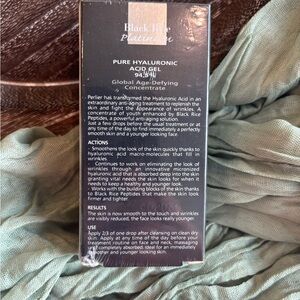 Black Rice
Platinum
PURE HYALURONIC
ACID GEL
94.5%
Global Age-Defying
Concentrate
Perlier has transformed the Hyaluronic Acid in an
extraordinary anti-aging treatment to replenish the
skin and fight the appearance of wrinkles. A
concentrate of youth enhanced by Black Rice
Peptides, a powerful anti-aging solution.
Just a few drops before the usual treatment or at
any time of the day to find immediately a perfectly
smooth skin and a younger looking face.
ACTIONS
- Smoothens the look of the skin quickly thanks to
hyaluronic acid macro-molecules that fill in
wrinkles.
- Continues to work on eliminating the look of
wrinkles through an innovative micronized
hyaluronic acid that is absorbed deep into the skin
granting vital needs the skin looks for when it
needs to keep a healthy and younger look.
- Works with the building blocks of the skin thanks
Black Rice Peptides that make the skin look
firmer and tighter.
RESULTS
The skin is now smooth to the touch and wrinkles
are visibly reduced, the face looks really younger.
USE
Apply 2/3 of one drop after cleansing on clean dry
skin. Apply at any time of the day before your
treatment routine on face and neck, massaging
until completely absorbed. Ideal for an immediately
smoother and younger looking skin.